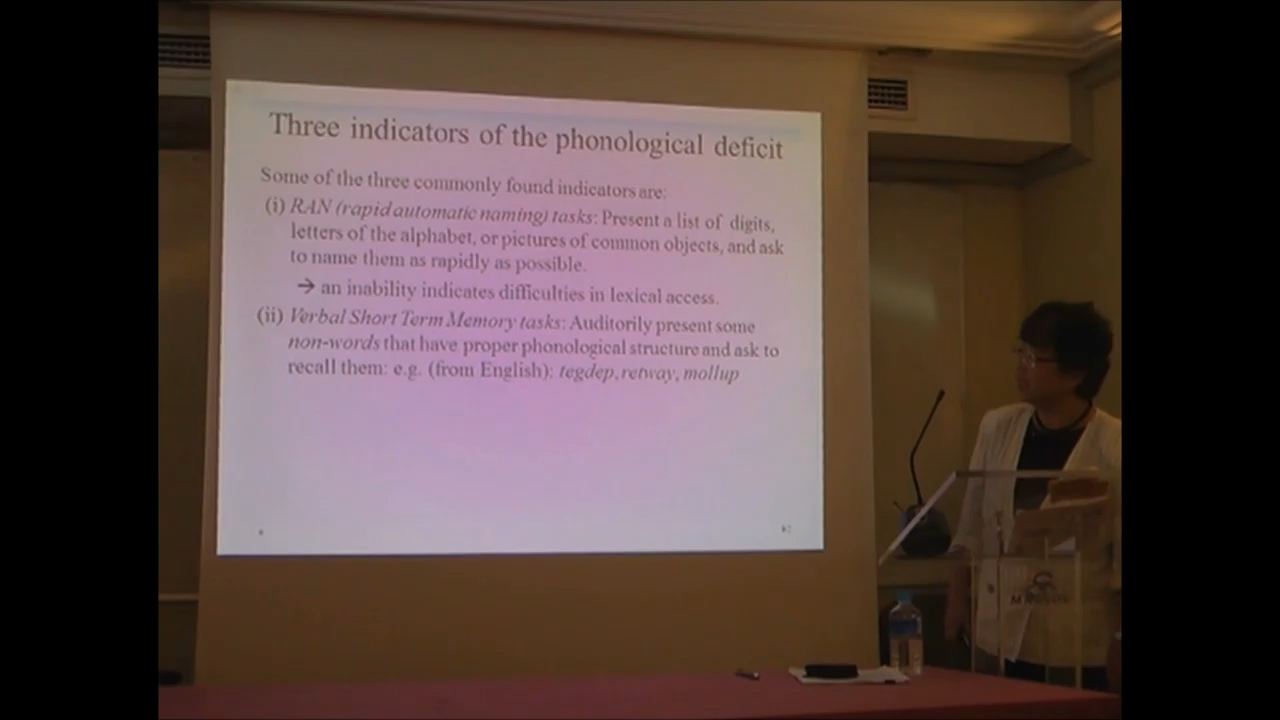 Three indicators of the phonological deficit
Some of the three commonly found indicators are:
(i) RAN (rapid automatic naming) tasks: Present a list of digits,
letters of the alphabet, or pictures of common objects, and ask
to name them as rapidly as possible.
→ an inability indicates difficulties in lexical access.
(ii) Verbal Short Term Memory tasks: Auditorily present some
non-words that have proper phonological structure and ask to
recall them: e.g. (from English): tegdep, retway, mollup